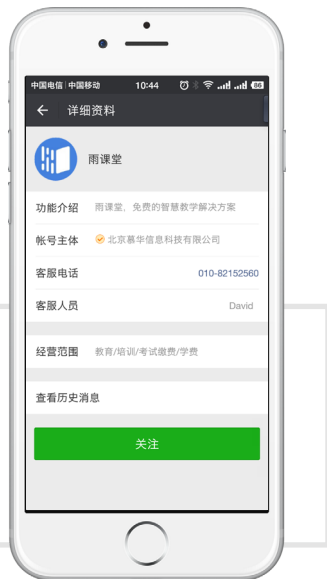 中国电信 中国移动 10:44 86
详细资料
雨课堂
功能介绍 雨课堂，免费的智慧教学解决方案
帐号主体 北京慕华信息科技有限公司
客服电话 010-82152560
客服人员 David
经营范围 教育/培训/考试缴费/学费
查看历史消息
关注